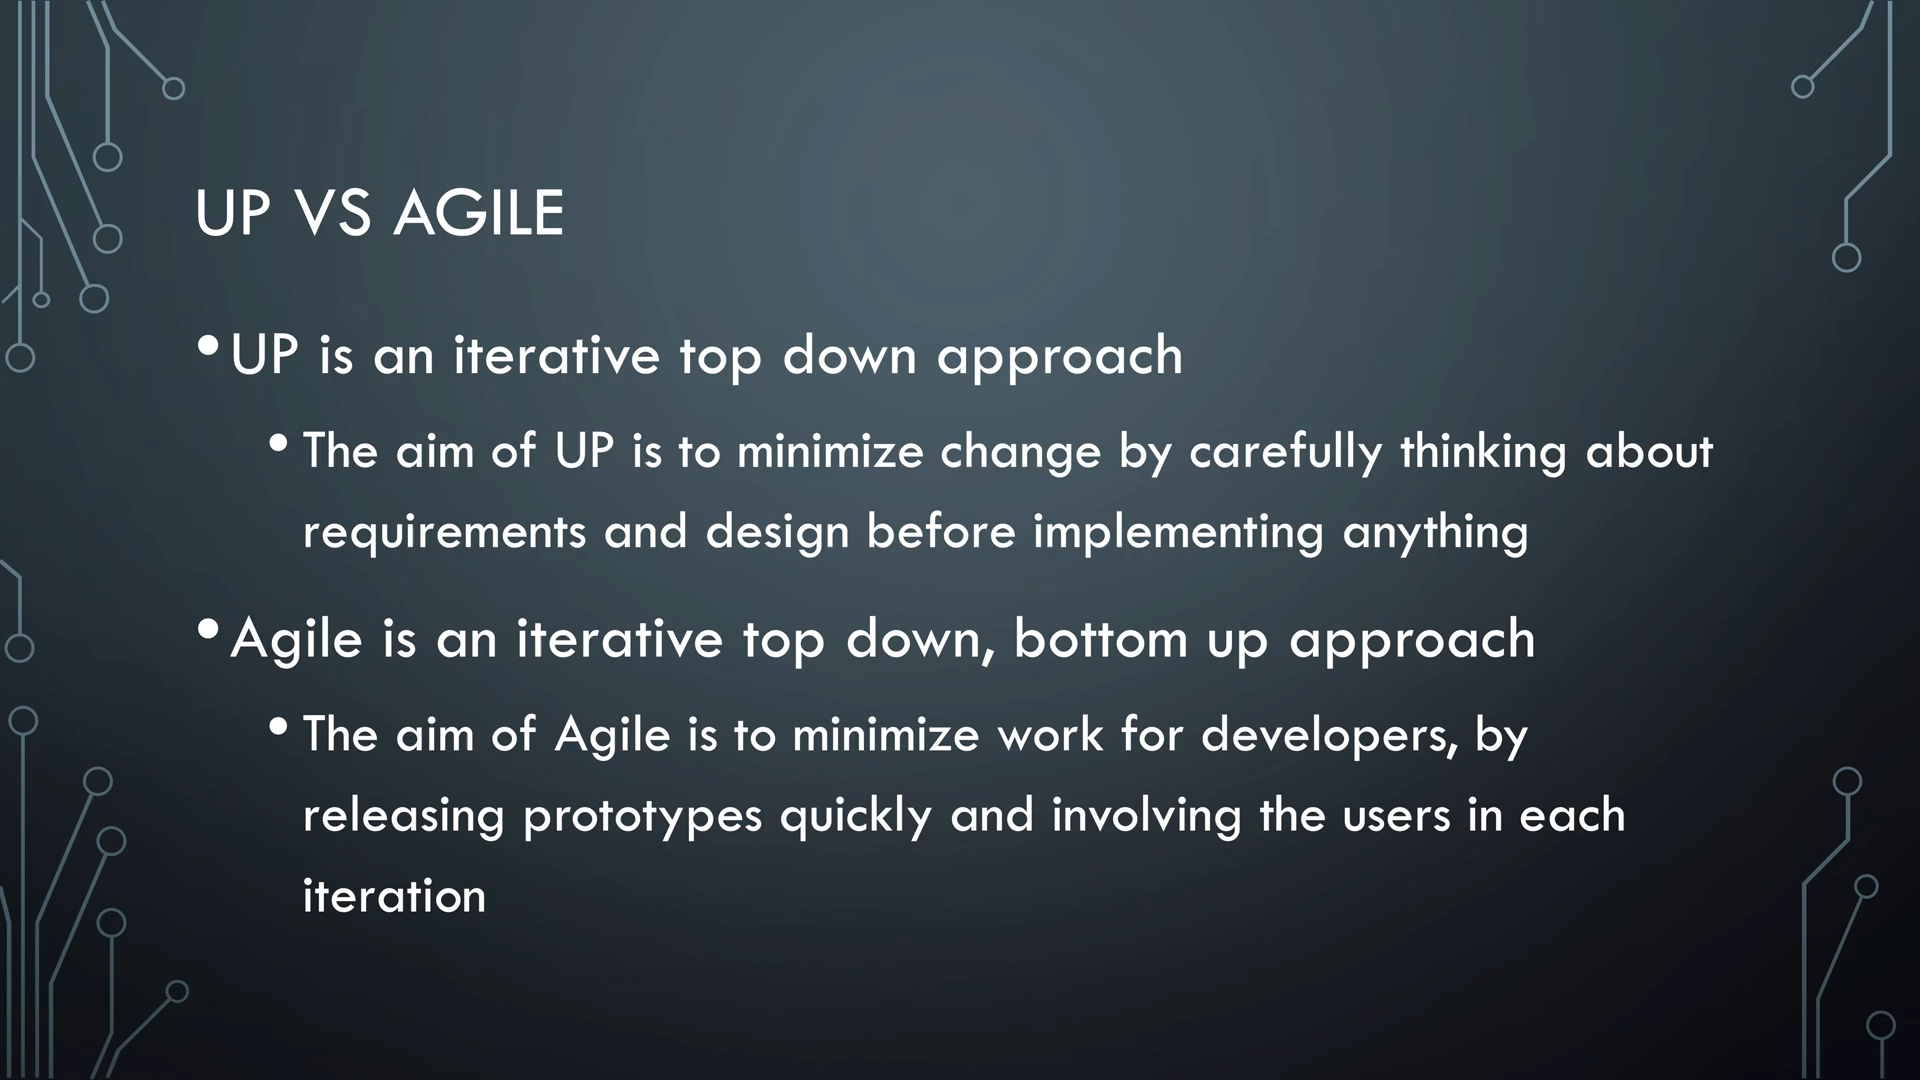 UP VS AGILE
• UP is an iterative top down approach
• The aim of UP is to minimize change by carefully thinking about
requirements and design before implementing anything
• Agile is an iterative top down, bottom up approach
• The aim of Agile is to minimize work for developers, by
releasing prototypes quickly and involving the users in each
iteration